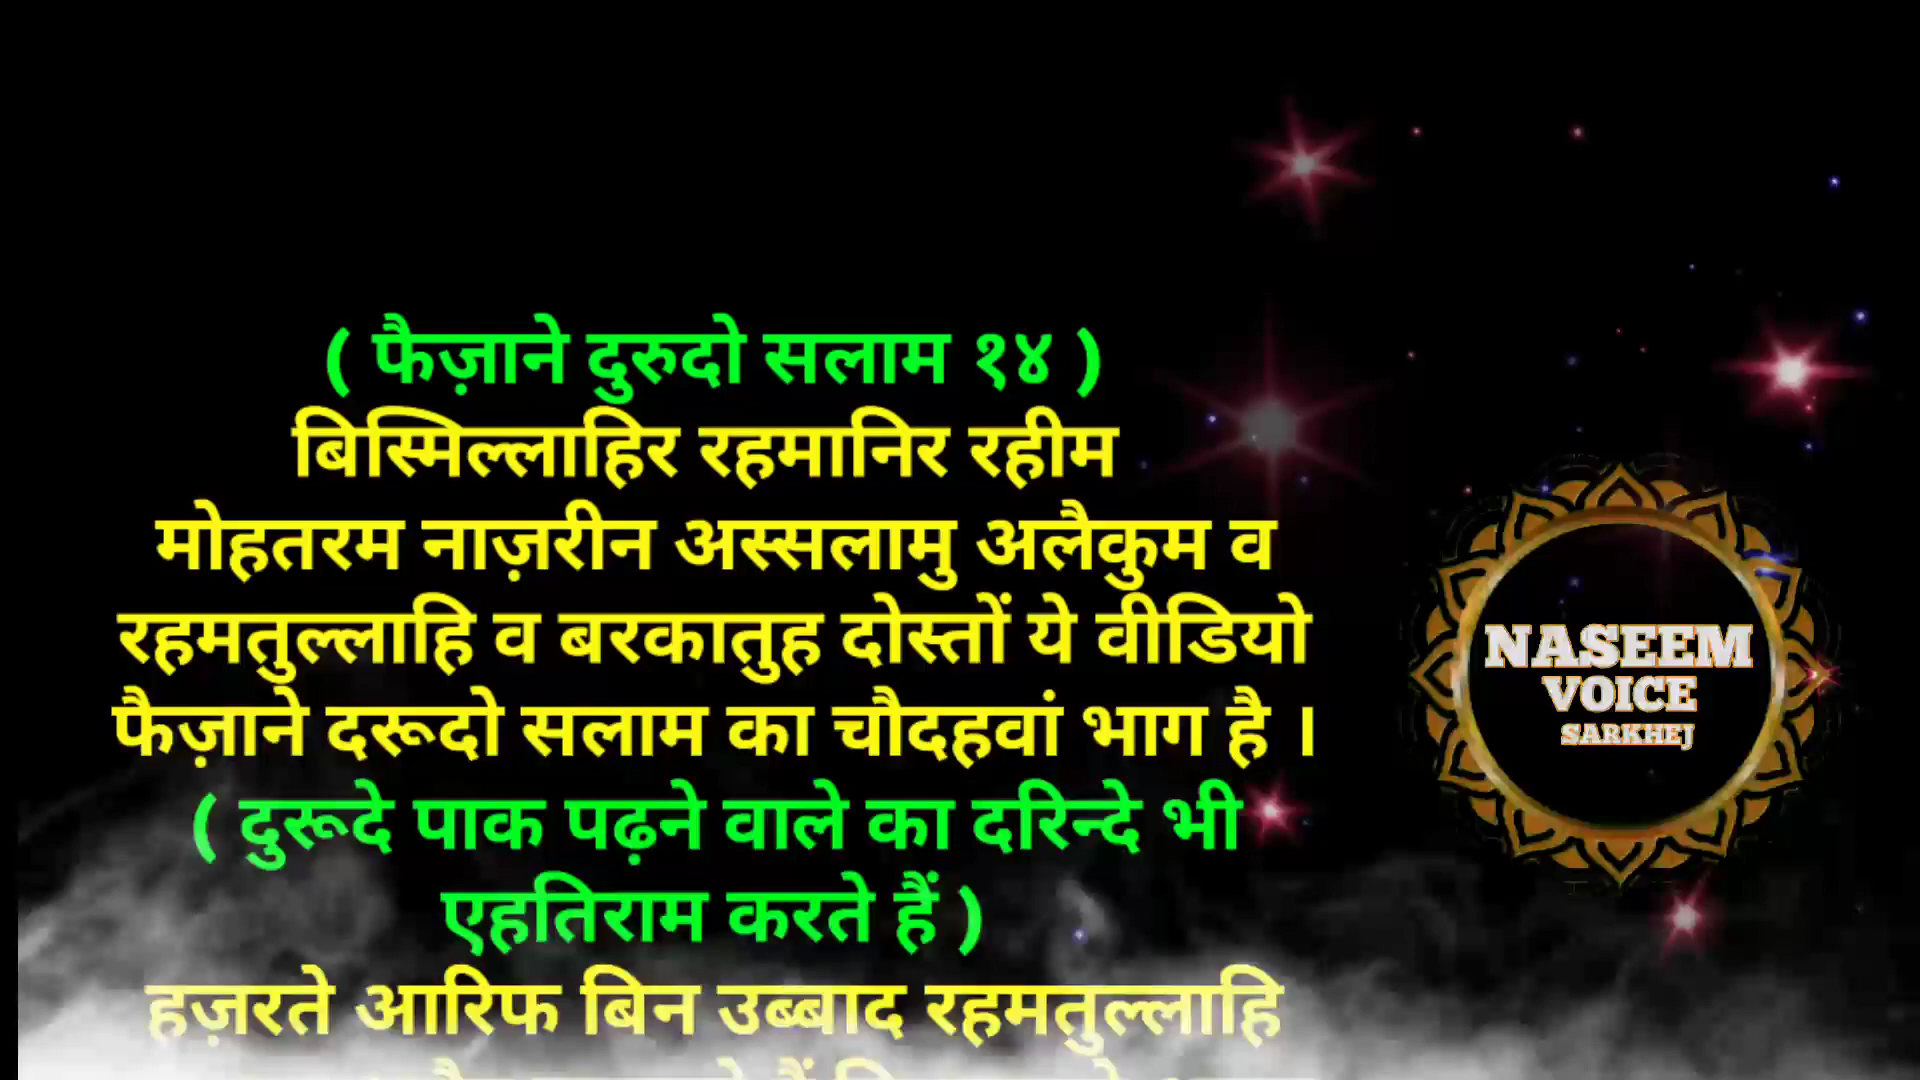 ( फैज़ाने दुरुदो सलाम १४ )
बिस्मिल्लाहिर रहमानिर रहीम
मोहतरम नाज़रीन अस्सलामु अलैकुम व
रहमतुल्लाहि व बरकातुह दोस्तों ये वीडियो
फैज़ाने दरूदो सलाम का चौदहवां भाग है ।
( दुरूदे पाक पढ़ने वाले का दरिन्दे भी
एहतिराम करते हैं )
हज़रते आरिफ बिन उब्बाद रहमतुल्लाहि
NASEEM
VOICE
SARKHEJ